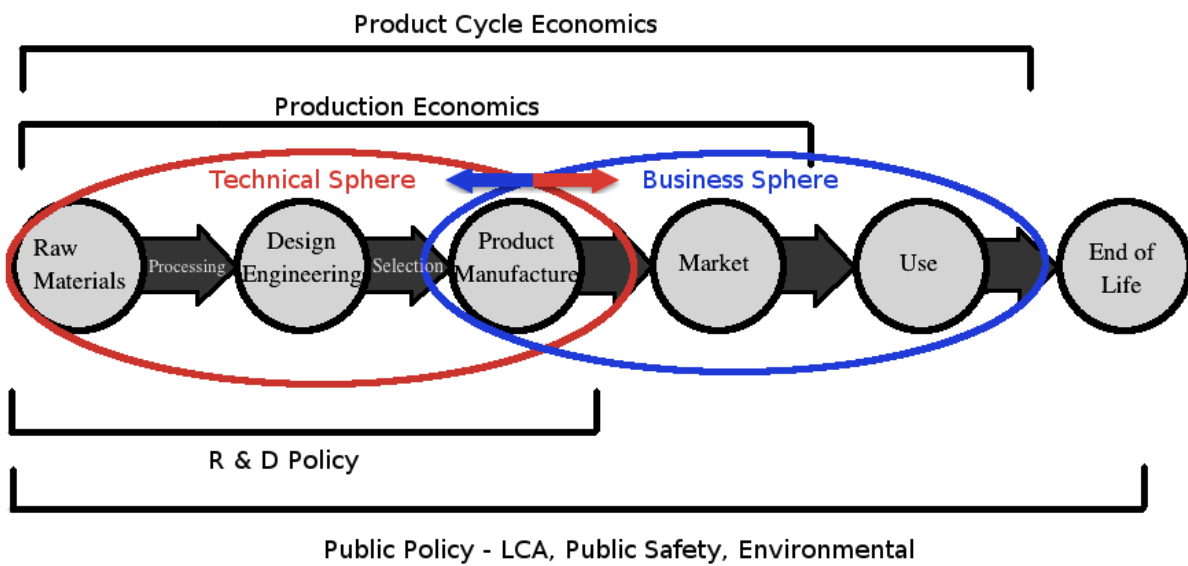 Product Cycle Economics
Production Economics
Technical Sphere
Business Sphere
Raw
Materials
Processing
Design
Engineering
Selection
Product
Manufacture
Market
Use
End of
Life
R & D Policy
Public Policy - LCA, Public Safety, Environmental